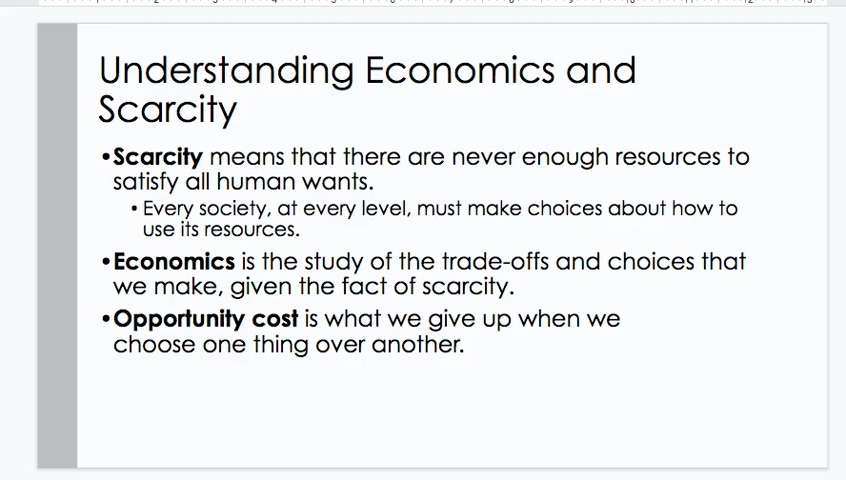 Understanding Economics and
Scarcity
•Scarcity means that there are never enough resources to
satisfy all human wants.
• Every society, at every level, must make choices about how to
use its resources.
•Economics is the study of the trade-offs and choices that
we make, given the fact of scarcity.
•Opportunity cost is what we give up when we
choose one thing over another.